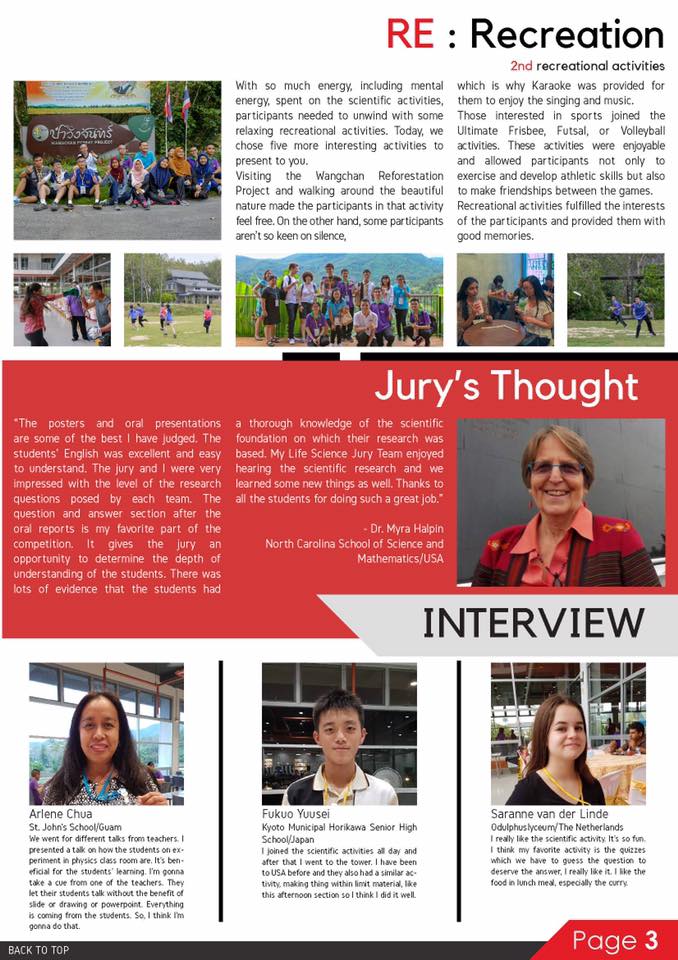 RE : Recreation
2nd recreational activities
ป่าวังจันทร์
WANGCHAN FOREST PROJECT
With so much energy, including mental
energy, spent on the scientific activities,
participants needed to unwind with some
relaxing recreational activities. Today, we
chose five more interesting activities to
present to you.
Visiting the Wangchan Reforestation
Project and walking around the beautiful
nature made the participants in that activity
feel free. On the other hand, some participants
aren't so keen on silence,
which is why Karaoke was provided for
them to enjoy the singing and music.
Those interested in sports joined the
Ultimate Frisbee, Futsal, or Volleyball
activities. These activities were enjoyable
and allowed participants not only to
exercise and develop athletic skills but also
to make friendships between the games.
Recreational activities fulfilled the interests
of the participants and provided them with
good memories.
Jury's Thought
"The posters and oral presentations
are some of the best I have judged. The
students' English was excellent and easy
to understand. The jury and I were very
impressed with the level of the research
questions posed by each team. The
question and answer section after the
oral reports is my favorite part of the
competition. It gives the jury an
opportunity to determine the depth of
understanding of the students. There was
lots of evidence that the students had
a thorough knowledge of the scientific
foundation on which their research was
based. My Life Science Jury Team enjoyed
hearing the scientific research and we
learned some new things as well. Thanks to
all the students for doing such a great job."
- Dr. Myra Halpin
North Carolina School of Science and
Mathematics/USA
INTERVIEW
Arlene Chua
St. John's School/Guam
We went for different talks from teachers. I
presented a talk on how the students on ex-
periment in physics class room are. It's ben-
eficial for the students' learning. I'm gonna
take a cue from one of the teachers. They
let their students talk without the benefit of
slide or drawing or powerpoint. Everything
is coming from the students. So, I think I'm
gonna do that.
Fukuo Yuusei
Kyoto Municipal Horikawa Senior High
School/Japan
I joined the scientific activities all day and
after that I went to the tower. I have been
to USA before and they also had a similar ac-
tivity, making thing within limit material, like
this afternoon section so I think I did it well.
Saranne van der Linde
Odulphuslyceum/The Netherlands
I really like the scientific activity. It's so fun.
I think my favorite activity is the quizzes
which we have to guess the question to
deserve the answer, I really like it. I like the
food in lunch meal, especially the curry.
BACK TO TOP
Page 3